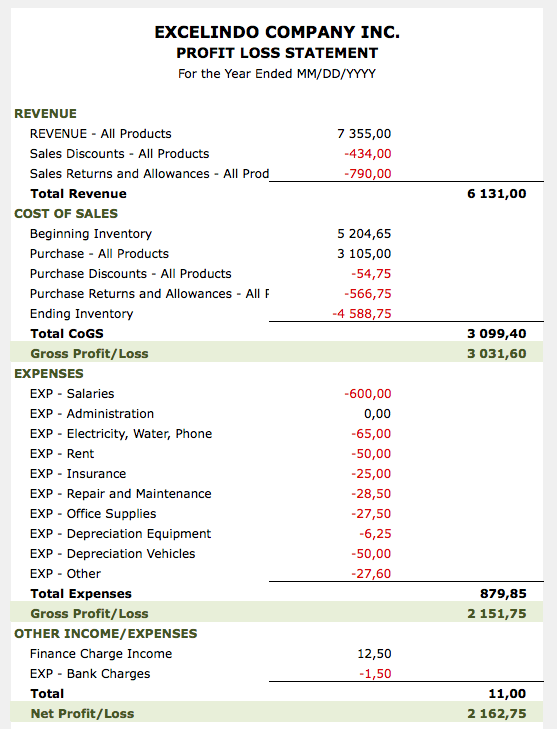 EXCELINDO COMPANY INC.
PROFIT LOSS STATEMENT
For the Year Ended MM/DD/YYYY
REVENUE
REVENUE - All Products 7 355,00
Sales Discounts - All Products -434,00
Sales Returns and Allowances - All Prod -790,00
Total Revenue 6 131,00
COST OF SALES
Beginning Inventory 5 204,65
Purchase - All Products 3 105,00
Purchase Discounts - All Products -54,75
Purchase Returns and Allowances - All P -566,75
Ending Inventory -4 588,75
Total CoGS 3 099,40
Gross Profit/Loss 3 031,60
EXPENSES
EXP - Salaries -600,00
EXP - Administration 0,00
EXP - Electricity, Water, Phone -65,00
EXP - Rent -50,00
EXP - Insurance -25,00
EXP - Repair and Maintenance -28,50
EXP - Office Supplies -27,50
EXP - Depreciation Equipment -6,25
EXP - Depreciation Vehicles -50,00
EXP - Other -27,60
Total Expenses 879,85
Gross Profit/Loss 2 151,75
OTHER INCOME/EXPENSES
Finance Charge Income 12,50
EXP - Bank Charges -1,50
Total 11,00
Net Profit/Loss 2 162,75